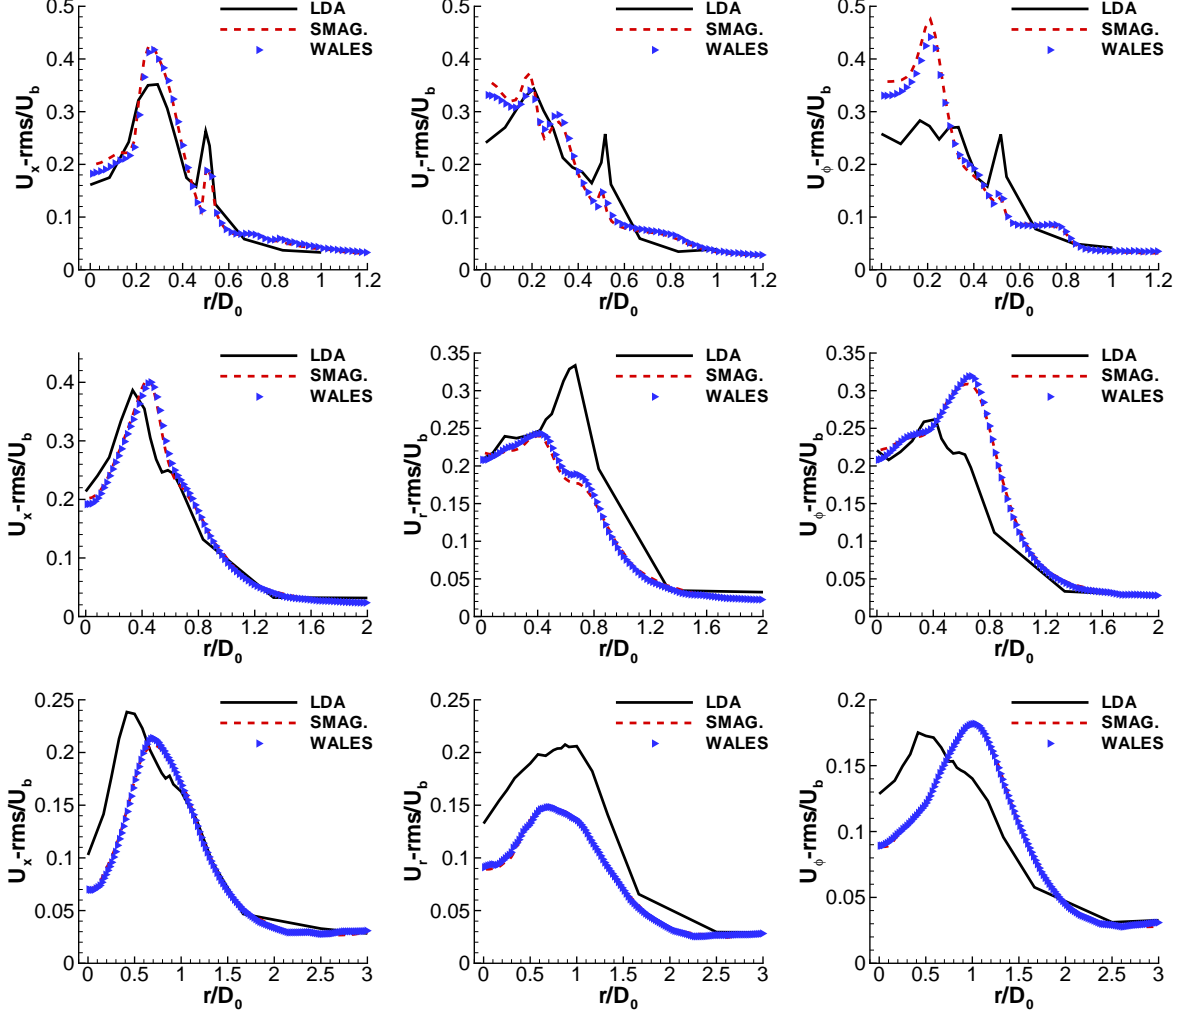 U_x-rms/U_b
0.5
0.4
0.3
0.2
0.1
0
0 0.2 0.4 0.6 0.8 1 1.2
r/D_0
LDA
SMAG.
WALES
U_r-rms/U_b
0.5
0.4
0.3
0.2
0.1
0
0 0.2 0.4 0.6 0.8 1 1.2
r/D_0
LDA
SMAG.
WALES
U_ϕ-rms/U_b
0.5
0.4
0.3
0.2
0.1
0
0 0.2 0.4 0.6 0.8 1 1.2
r/D_0
LDA
SMAG.
WALES
U_x-rms/U_b
0.4
0.3
0.2
0.1
0
0 0.4 0.8 1.2 1.6 2
r/D_0
LDA
SMAG.
WALES
U_r-rms/U_b
0.35
0.3
0.25
0.2
0.15
0.1
0.05
0
0 0.4 0.8 1.2 1.6 2
r/D_0
LDA
SMAG.
WALES
U_ϕ-rms/U_b
0.35
0.3
0.25
0.2
0.15
0.1
0.05
0
0 0.4 0.8 1.2 1.6 2
r/D_0
LDA
SMAG.
WALES
U_x-rms/U_b
0.25
0.2
0.15
0.1
0.05
0
0 0.5 1 1.5 2 2.5 3
r/D_0
LDA
SMAG.
WALES
U_r-rms/U_b
0.25
0.2
0.15
0.1
0.05
0
0 0.5 1 1.5 2 2.5 3
r/D_0
LDA
SMAG.
WALES
U_ϕ-rms/U_b
0.2
0.15
0.1
0.05
0
0 0.5 1 1.5 2 2.5 3
r/D_0
LDA
SMAG.
WALES